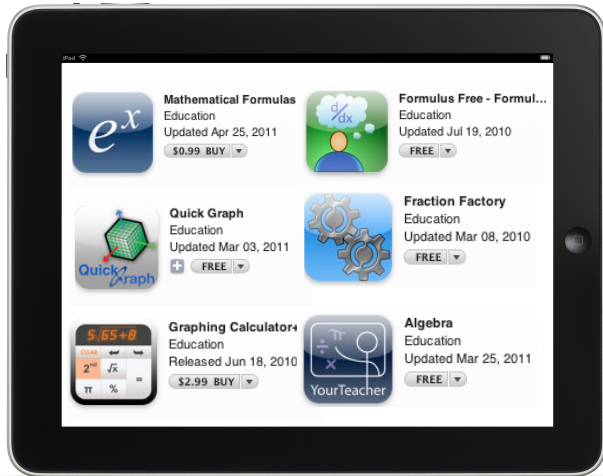 iPad
Mathematical Formulas
Education
Updated Apr 25, 2011
$0.99 BUY
e^x
Formulus Free - Formul...
Education
Updated Jul 19, 2010
FREE
d/dx
Quick Graph
Education
Updated Mar 03, 2011
FREE
QuickGraph
Fraction Factory
Education
Updated Mar 08, 2010
FREE
Graphing Calculator+
Education
Released Jun 18, 2010
$2.99 BUY
5√65+8
CLEAR
2nd √x
π % =
Algebra
Education
Updated Mar 25, 2011
FREE
π
÷
x
YourTeacher